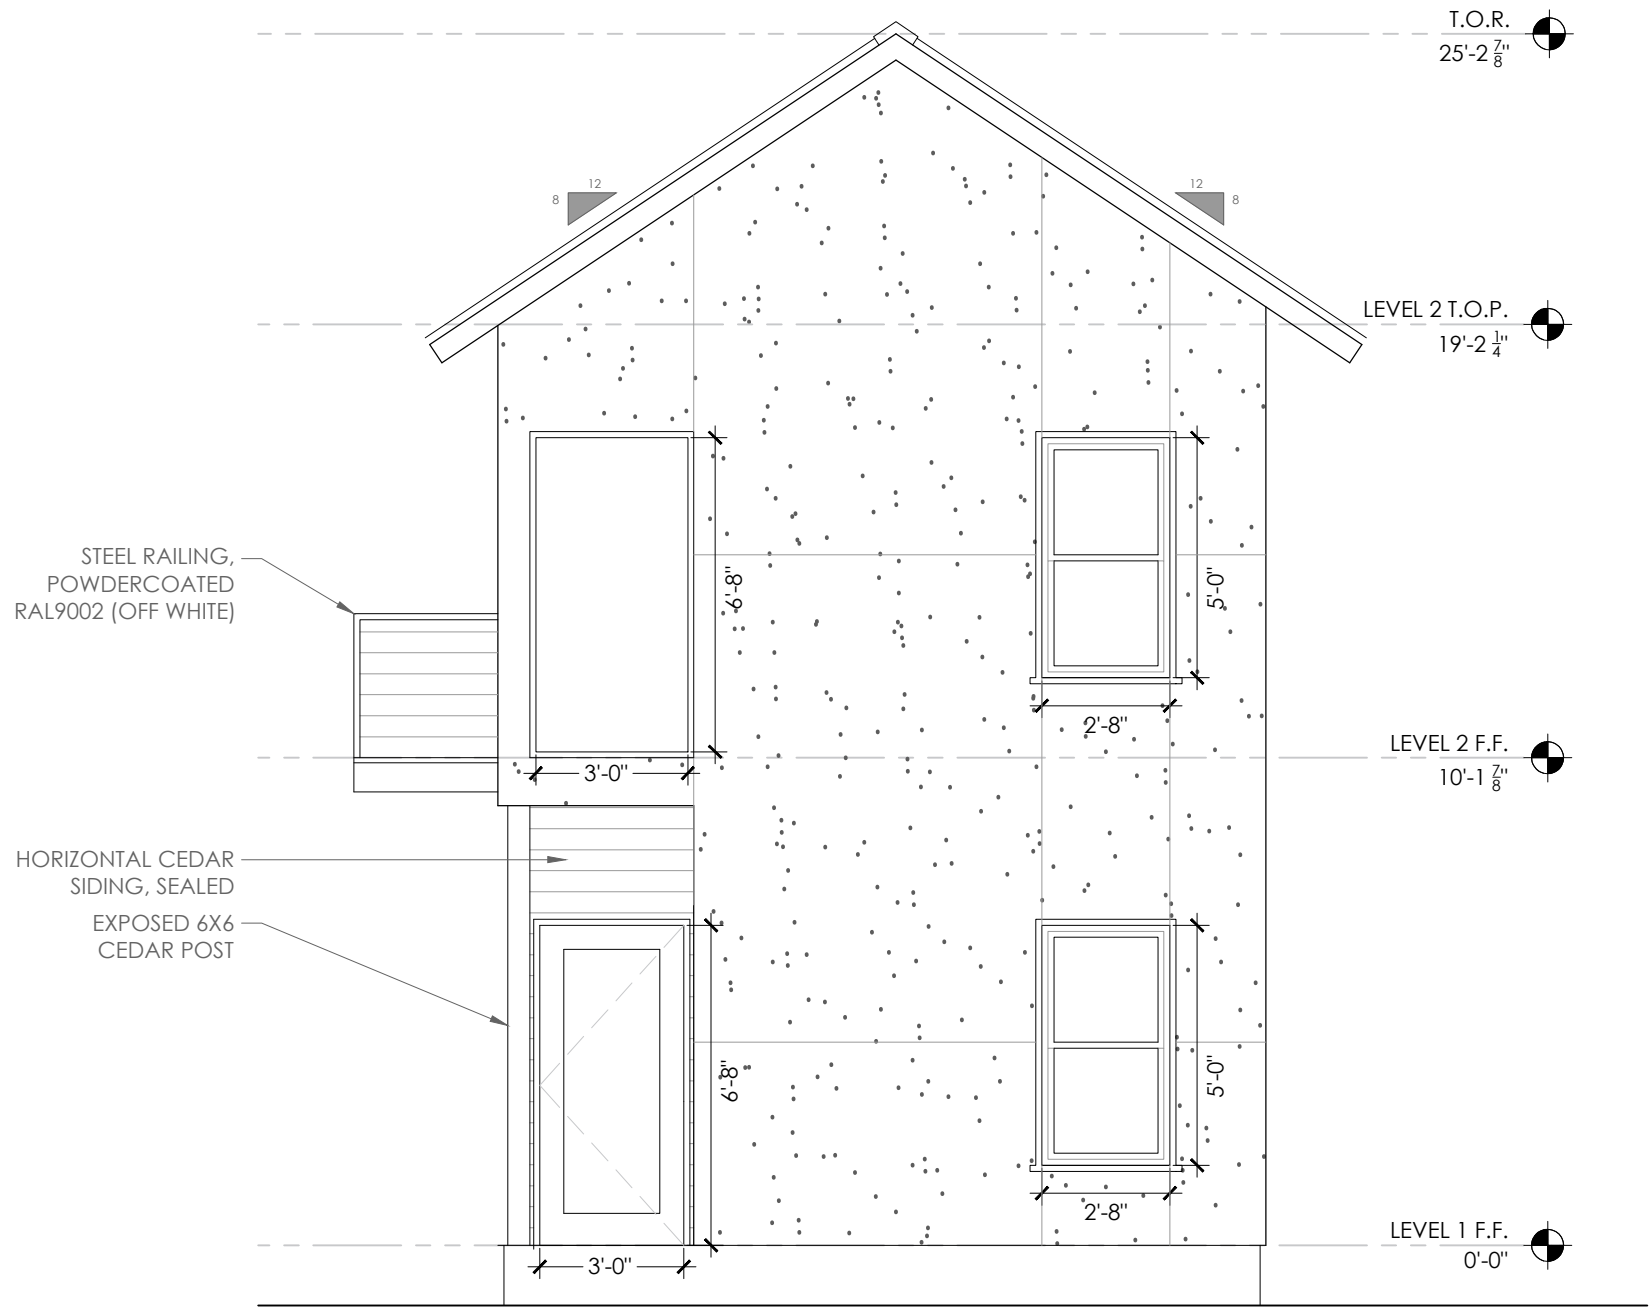 T.O.R.
25'-2 7/8"
12
8
12
8
LEVEL 2 T.O.P.
19'-2 1/4"
STEEL RAILING,
POWDERCOATED
RAL9002 (OFF WHITE)
6'-8"
5'-0"
2'-8"
3'-0"
LEVEL 2 F.F.
10'-1 7/8"
HORIZONTAL CEDAR
SIDING, SEALED
EXPOSED 6X6
CEDAR POST
6'-8"
5'-0"
2'-8"
3'-0"
LEVEL 1 F.F.
0'-0"